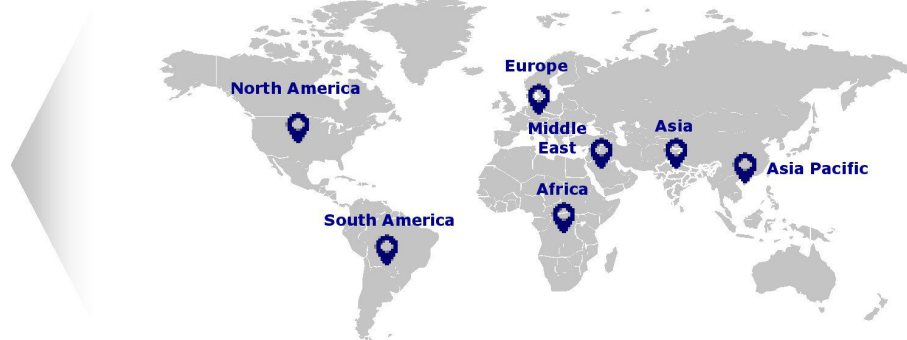 Europe
North America
Middle
East
Asia
Asia Pacific
Africa
South America